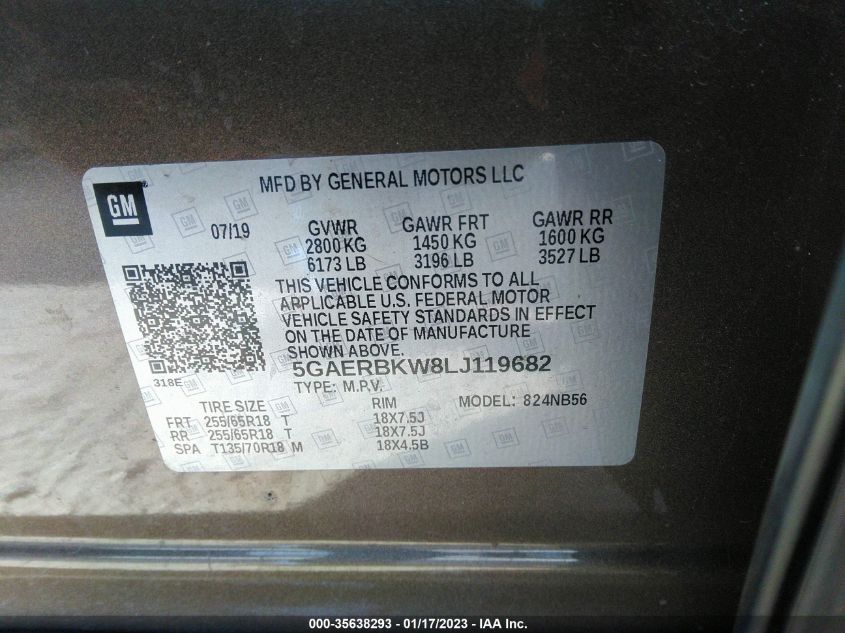 MFD BY GENERAL MOTORS LLC
GM
07/19 GVWR GAWR FRT GAWR RR
2800 KG 1450 KG 1600 KG
6173 LB 3196 LB 3527 LB
THIS VEHICLE CONFORMS TO ALL
APPLICABLE U.S. FEDERAL MOTOR
VEHICLE SAFETY STANDARDS IN EFFECT
ON THE DATE OF MANUFACTURE
SHOWN ABOVE.
318E
5GAERBKW8LJ119682
TYPE: M.P.V. MODEL: 824NB56
TIRE SIZE RIM
FRT 255/65R18 T 18X7.5J
RR 255/65R18 T 18X7.5J
SPA T135/70R18 M 18X4.5B
000-35638293 - 01/17/2023 - IAA Inc.